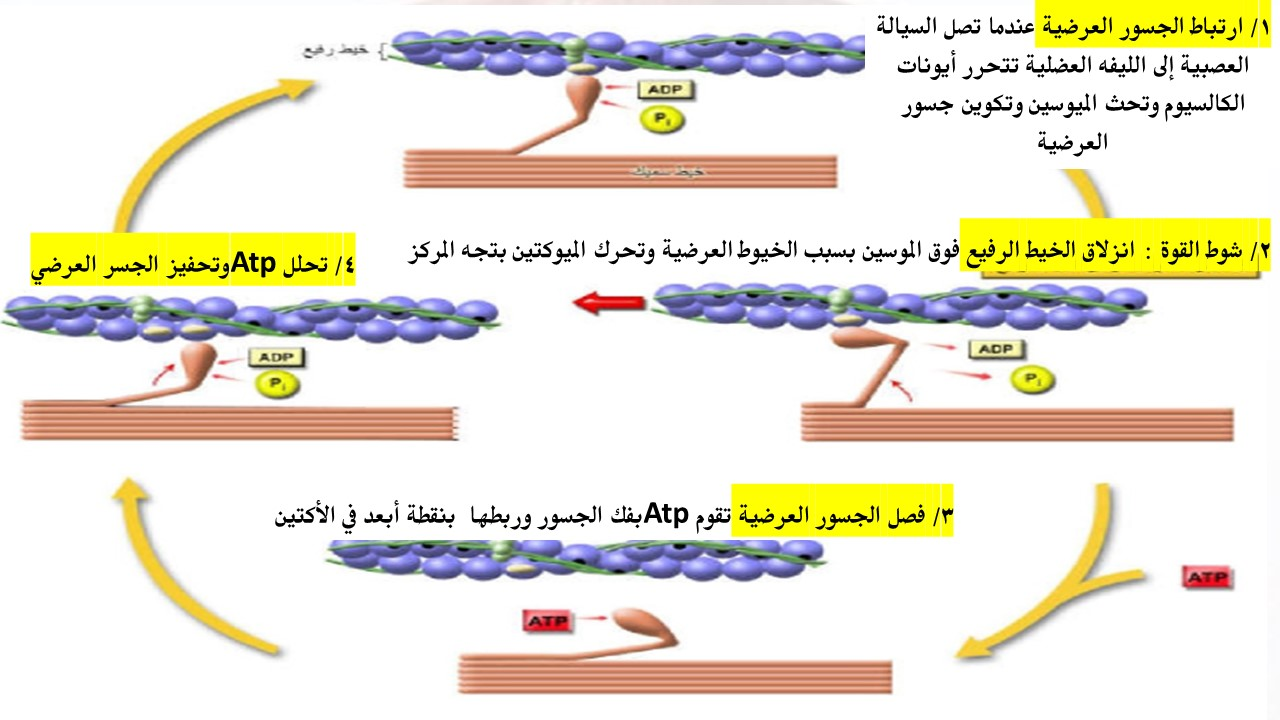 ١/ ارتباط الجسور العرضية عندما تصل السيالة
العصبية إلى الليفه العضلية تتحرر أيونات
الكالسيوم وتحث الميوسين وتكوين جسور
العرضية
خيط رفيع
ADP
Pi
خيط سميك
٢/ شوط القوة : انزلاق الخيط الرفيع فوق الموسين بسبب الخيوط العرضية وتحرك الميوكتين بتجه المركز
ADP
Pi
ATP
٣/ فصل الجسور العرضية تقوم Atp بفك الجسور وربطها بنقطة أبعد في الأكتين
ATP
٤/ تحلل Atp وتحفيز الجسر العرضي
ADP
Pi